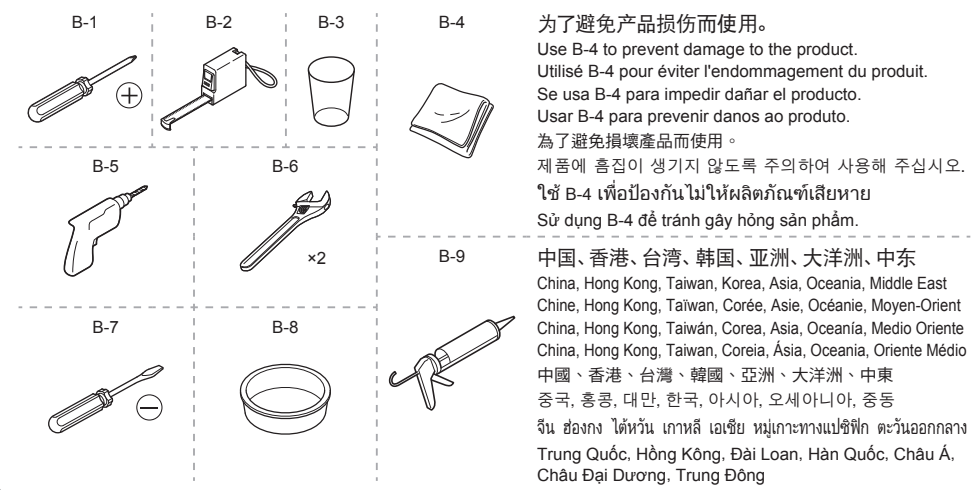 B-1
B-2
B-3
B-4
为了避免产品损伤而使用。
Use B-4 to prevent damage to the product.
Utilisé B-4 pour éviter l'endommagement du produit.
Se usa B-4 para impedir dañar el producto.
Usar B-4 para prevenir danos ao produto.
為了避免損壞產品而使用。
제품에 흠집이 생기지 않도록 주의하여 사용해 주십시오.
ใช้ B-4 เพื่อป้องกันไม่ให้ผลิตภัณฑ์เสียหาย
Sử dụng B-4 để tránh gây hỏng sản phẩm.
B-5
B-6
×2
B-7
B-8
B-9
中国、香港、台湾、韩国、亚洲、大洋洲、中东
China, Hong Kong, Taiwan, Korea, Asia, Oceania, Middle East
Chine, Hong Kong, Taïwan, Corée, Asie, Océanie, Moyen-Orient
China, Hong Kong, Taiwán, Corea, Asia, Oceanía, Medio Oriente
China, Hong Kong, Taiwan, Coreia, Ásia, Oceania, Oriente Médio
中國、香港、台灣、韓國、亞洲、大洋洲、中東
중국, 홍콩, 대만, 한국, 아시아, 오세아니아, 중동
จีน ฮ่องกง ไต้หวัน เกาหลี เอเชีย หมู่เกาะทางแปซิฟิก ตะวันออกกลาง
Trung Quốc, Hồng Kông, Đài Loan, Hàn Quốc, Châu Á,
Châu Đại Dương, Trung Đông